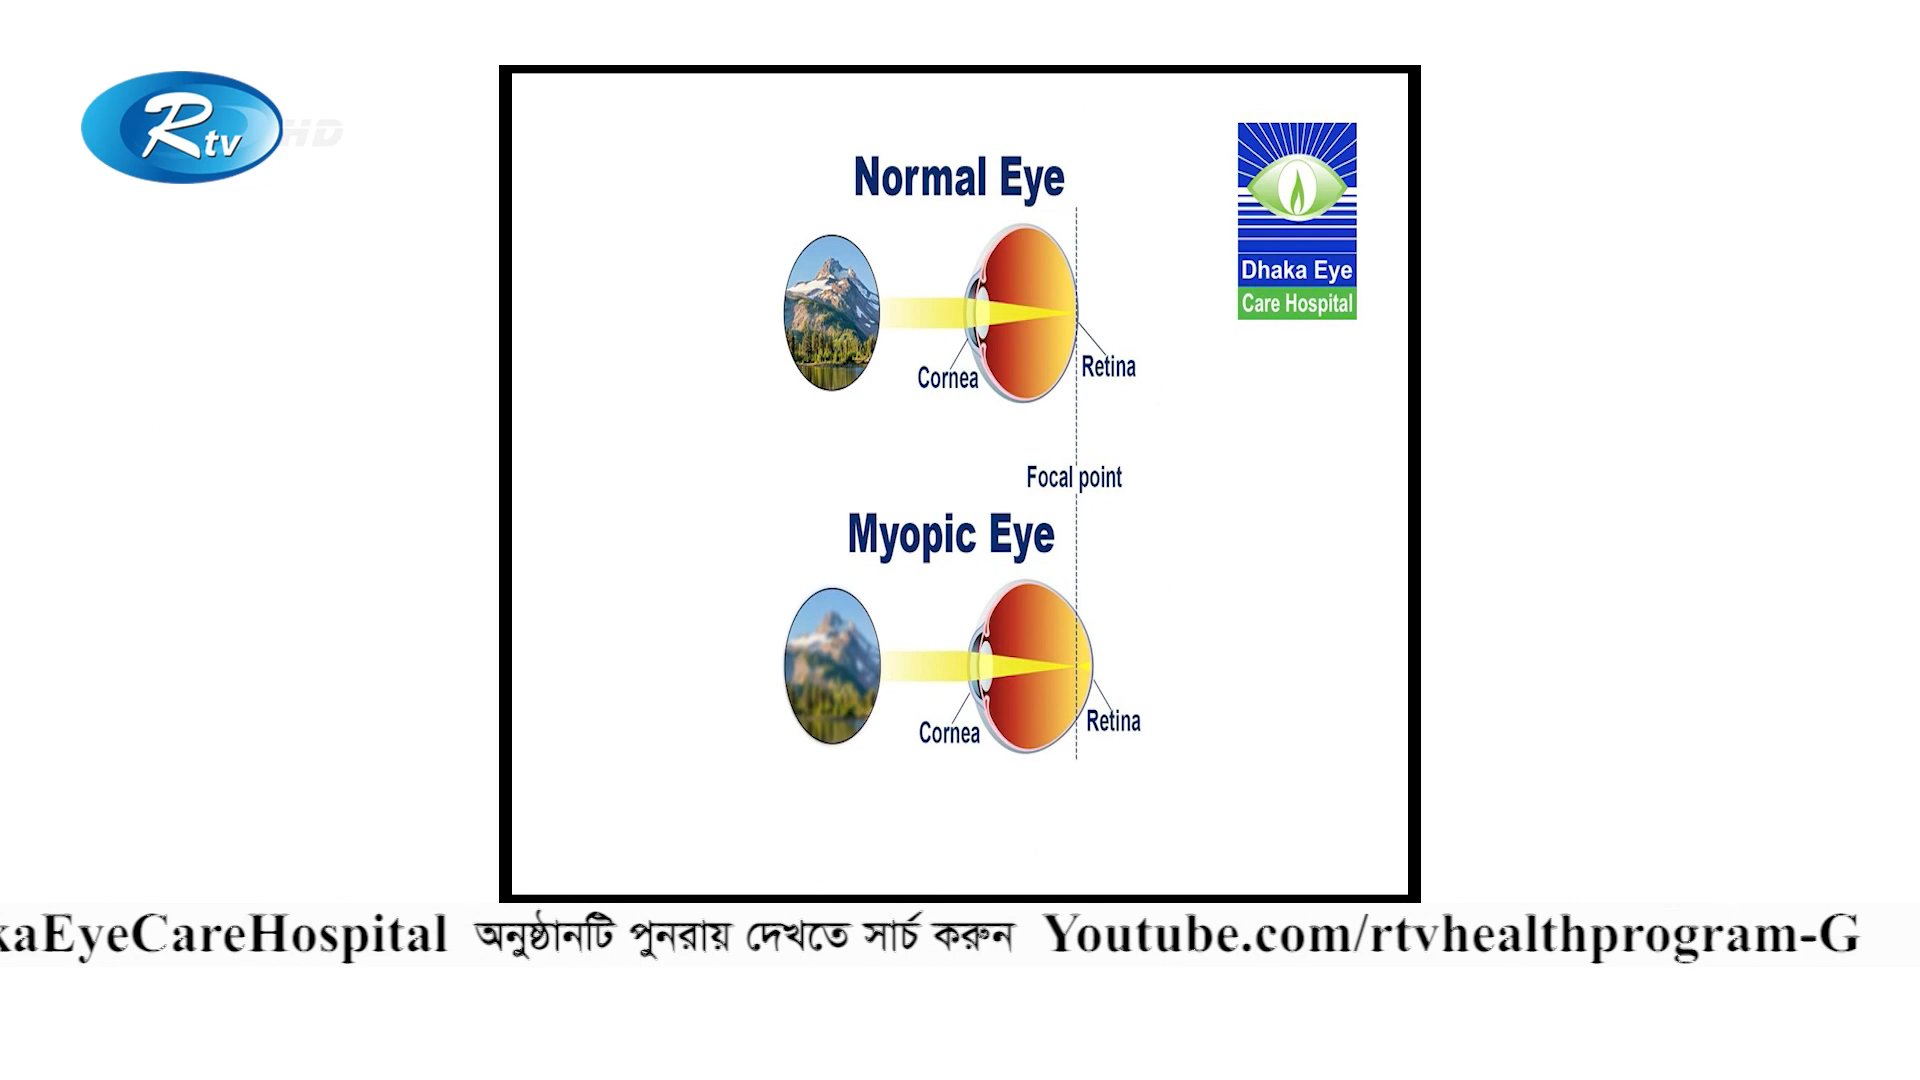 Rtv HD
Normal Eye
Dhaka Eye
Care Hospital
Cornea
Retina
Focal point
Myopic Eye
Cornea
Retina
kaEyeCareHospital অনুষ্ঠানটি পুনরায় দেখতে সার্চ করুন Youtube.com/rtvhealthprogram-G